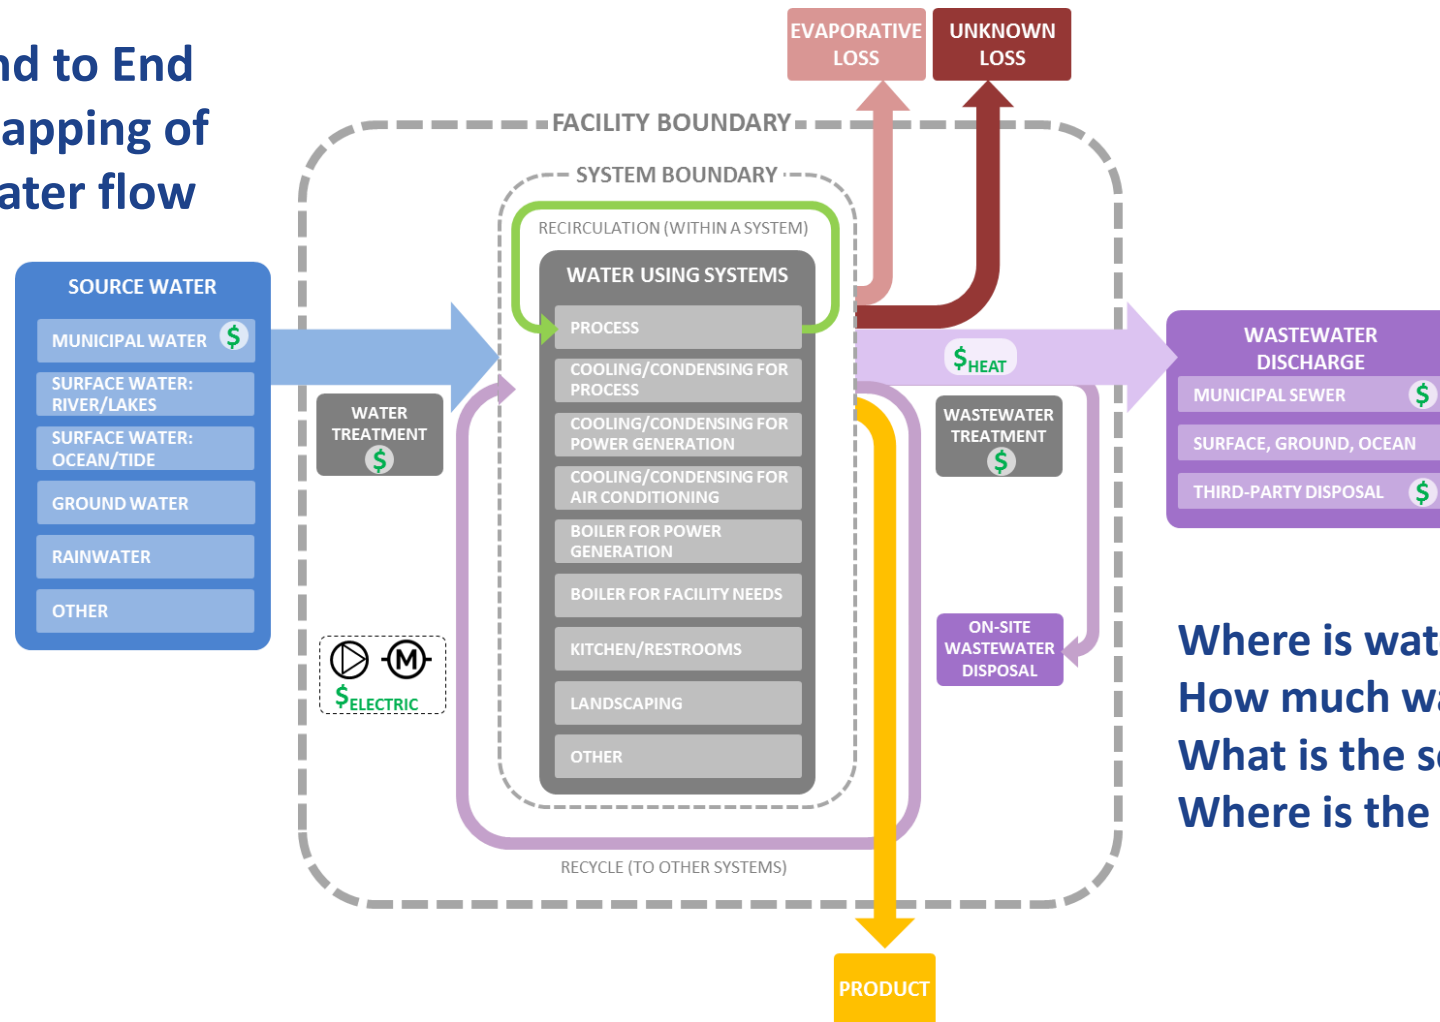 nd to End
apping of
ater flow
EVAPORATIVE
LOSS
UNKNOWN
LOSS
FACILITY BOUNDARY
SYSTEM BOUNDARY
RECIRCULATION (WITHIN A SYSTEM)
SOURCE WATER
MUNICIPAL WATER $
SURFACE WATER:
RIVER/LAKES
SURFACE WATER:
OCEAN/TIDE
GROUND WATER
RAINWATER
OTHER
WATER
TREATMENT
$
M
$ELECTRIC
WATER USING SYSTEMS
PROCESS
COOLING/CONDENSING FOR
PROCESS
COOLING/CONDENSING FOR
POWER GENERATION
COOLING/CONDENSING FOR
AIR CONDITIONING
BOILER FOR POWER
GENERATION
BOILER FOR FACILITY NEEDS
KITCHEN/RESTROOMS
LANDSCAPING
OTHER
RECYCLE (TO OTHER SYSTEMS)
$HEAT
WASTEWATER
TREATMENT
$
ON-SITE
WASTEWATER
DISPOSAL
WASTEWATER
DISCHARGE
MUNICIPAL SEWER $
SURFACE, GROUND, OCEAN
THIRD-PARTY DISPOSAL $
Where is wat
How much wa
What is the s
Where is the
PRODUCT